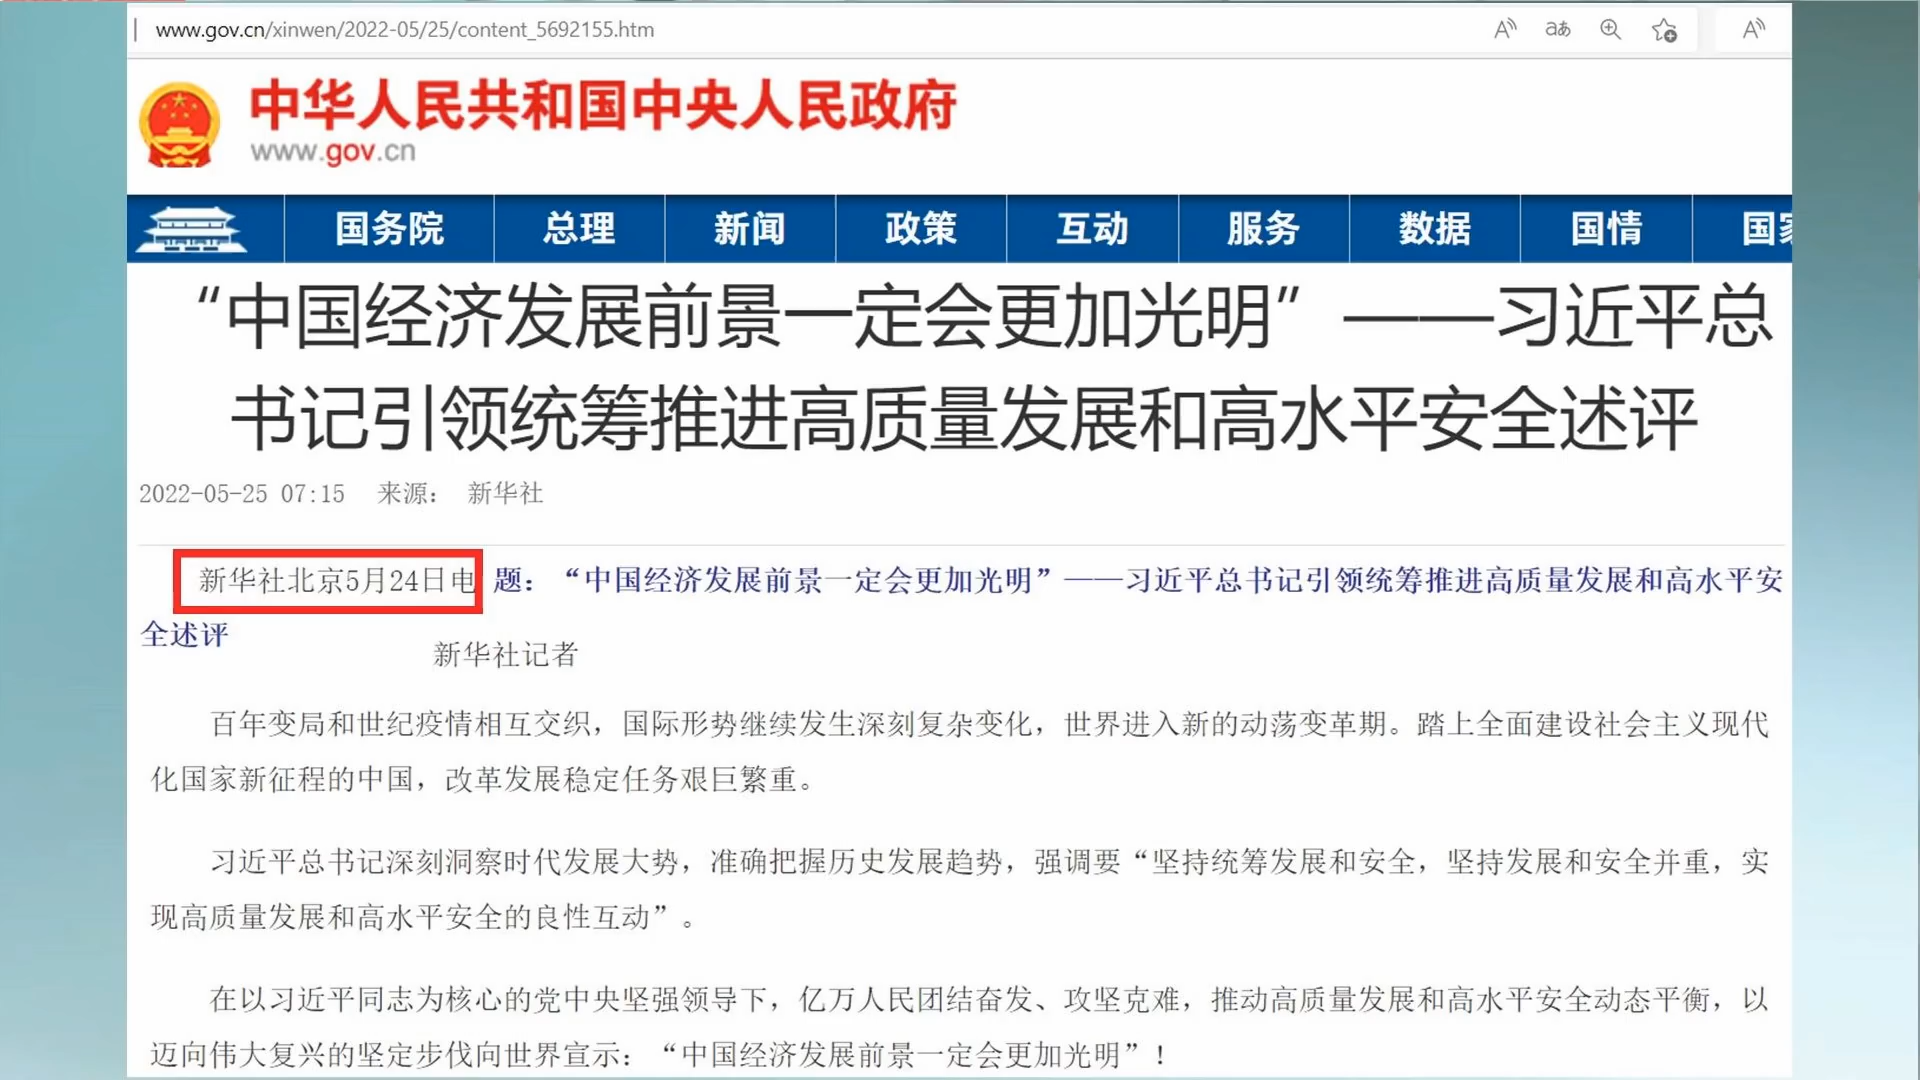 www.gov.cn/xinwen/2022-05/25/content_5692155.htm
中华人民共和国中央人民政府
www.gov.cn
国务院 总理 新闻 政策 互动 服务 数据 国情 国家
“中国经济发展前景一定会更加光明”——习近平总
书记引领统筹推进高质量发展和高水平安全述评
2022-05-25 07:15 来源： 新华社
新华社北京5月24日电 题：“中国经济发展前景一定会更加光明”——习近平总书记引领统筹推进高质量发展和高水平安
全述评
新华社记者
百年变局和世纪疫情相互交织，国际形势继续发生深刻复杂变化，世界进入新的动荡变革期。踏上全面建设社会主义现代
化国家新征程的中国，改革发展稳定任务艰巨繁重。
习近平总书记深刻洞察时代发展大势，准确把握历史发展趋势，强调要“坚持统筹发展和安全，坚持发展和安全并重，实
现高质量发展和高水平安全的良性互动”。
在以习近平同志为核心的党中央坚强领导下，亿万人民团结奋发、攻坚克难，推动高质量发展和高水平安全动态平衡，以
迈向伟大复兴的坚定步伐向世界宣示：“中国经济发展前景一定会更加光明”！